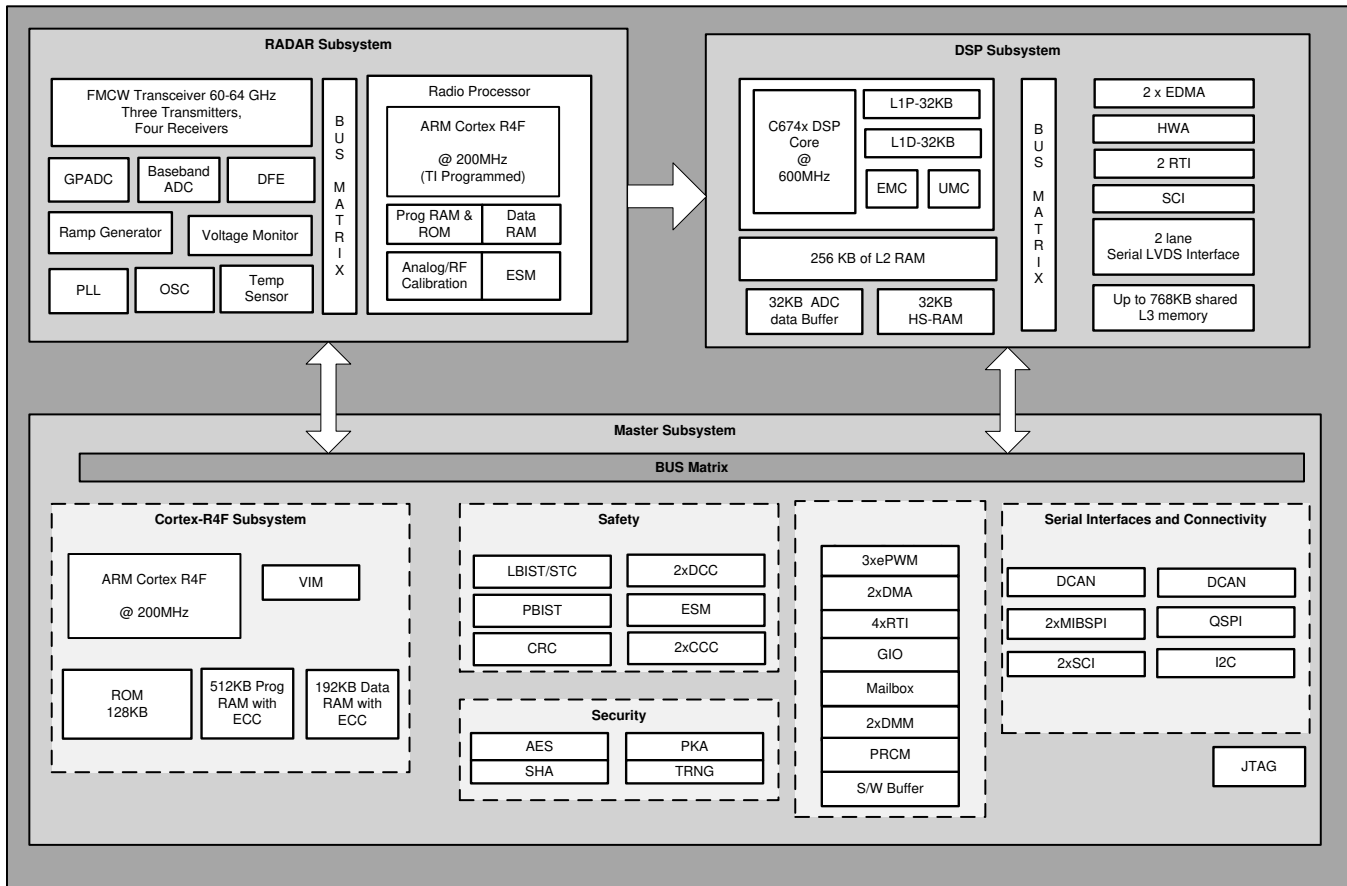 RADAR Subsystem
FMCW Transceiver 60-64 GHz
Three Transmitters,
Four Receivers
GPADC
Baseband
ADC
DFE
Ramp Generator
Voltage Monitor
PLL
OSC
Temp
Sensor
B
U
S
M
A
T
R
I
X
Radio Processor
ARM Cortex R4F
@ 200MHz
(TI Programmed)
Prog RAM &
ROM
Data
RAM
Analog/RF
Calibration
ESM
DSP Subsystem
C674x DSP
Core
@
600MHz
L1P-32KB
L1D-32KB
EMC
UMC
256 KB of L2 RAM
32KB ADC
data Buffer
32KB
HS-RAM
B
U
S
M
A
T
R
I
X
2 x EDMA
HWA
2 RTI
SCI
2 lane
Serial LVDS Interface
Up to 768KB shared
L3 memory
Master Subsystem
BUS Matrix
Cortex-R4F Subsystem
ARM Cortex R4F
@ 200MHz
VIM
ROM
128KB
512KB Prog
RAM with
ECC
192KB Data
RAM with
ECC
Safety
LBIST/STC
2xDCC
PBIST
ESM
CRC
2xCCC
Security
AES
PKA
SHA
TRNG
3xePWM
2xDMA
4xRTI
GIO
Mailbox
2xDMM
PRCM
S/W Buffer
Serial Interfaces and Connectivity
DCAN
DCAN
2xMIBSPI
QSPI
2xSCI
I2C
JTAG